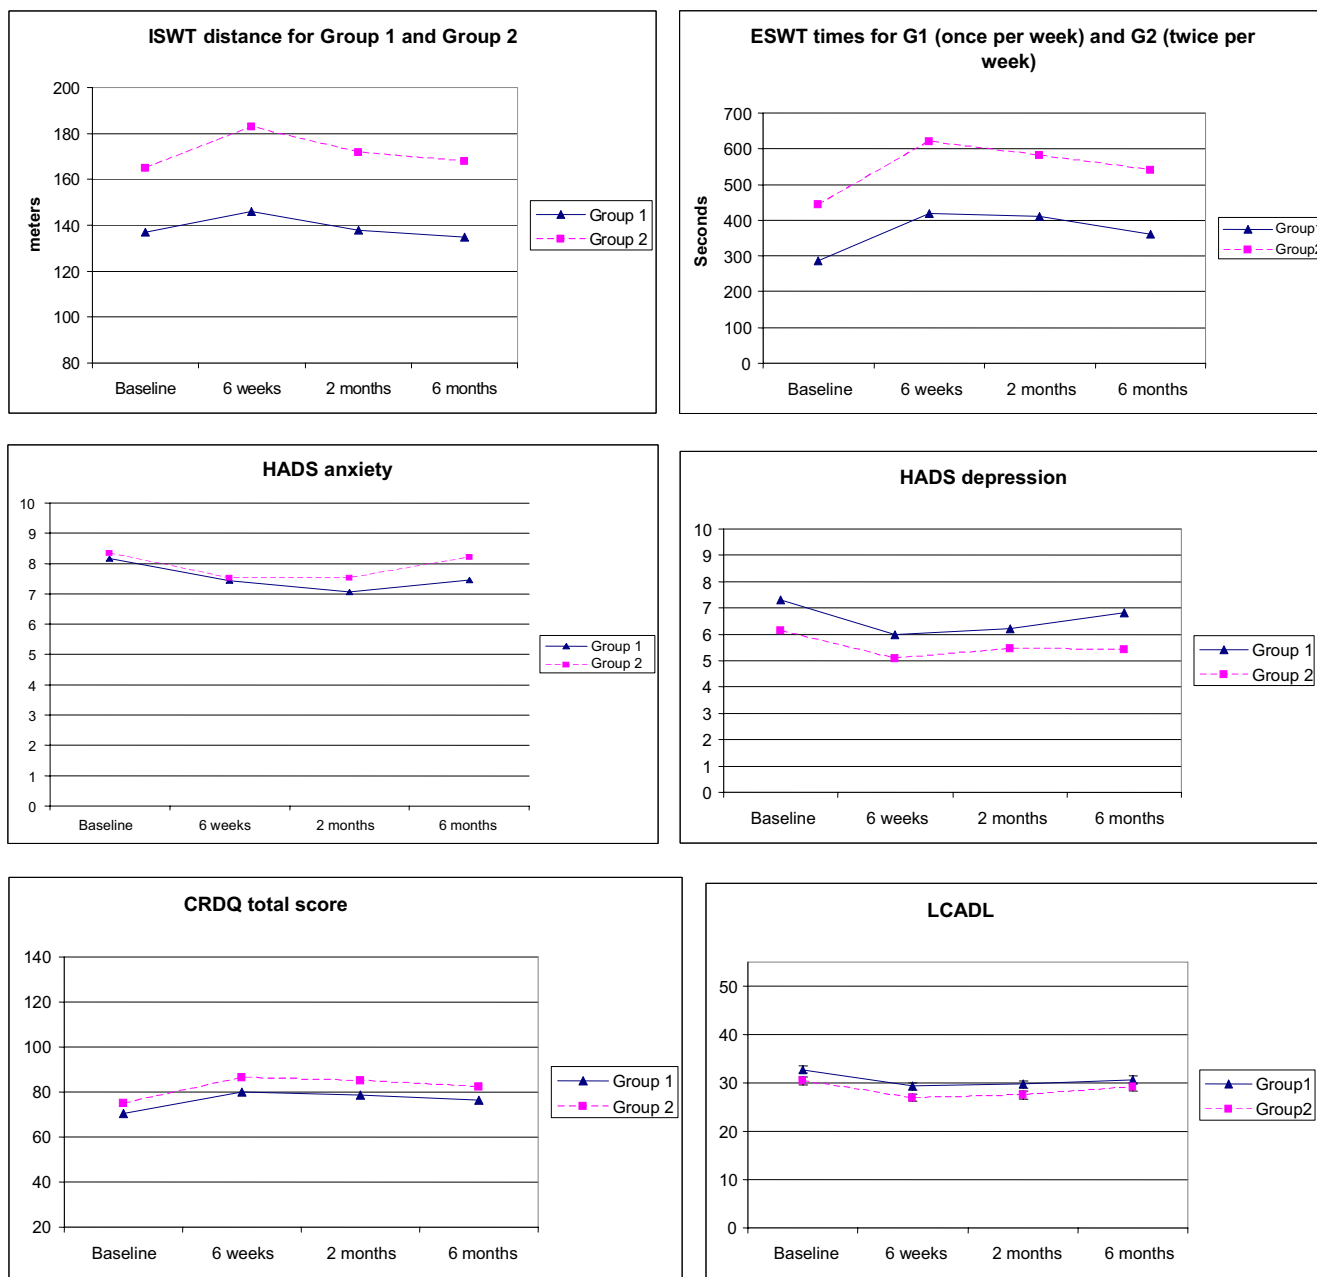 ISWT distance for Group 1 and Group 2
200
180
160
140
120
100
80
meters
Baseline 6 weeks 2 months 6 months
Group 1
Group 2
ESWT times for G1 (once per week) and G2 (twice per
week)
700
600
500
400
300
200
100
0
Seconds
Baseline 6 weeks 2 months 6 months
Group1
Group2
HADS anxiety
10
9
8
7
6
5
4
3
2
1
0
Baseline 6 weeks 2 months 6 months
Group 1
Group 2
HADS depression
10
9
8
7
6
5
4
3
2
1
0
Baseline 6 weeks 2 months 6 months
Group 1
Group 2
CRDQ total score
140
120
100
80
60
40
20
Baseline 6 weeks 2 months 6 months
Group 1
Group 2
LCADL
50
40
30
20
10
0
Baseline 6 weeks 2 months 6 months
Group1
Group2